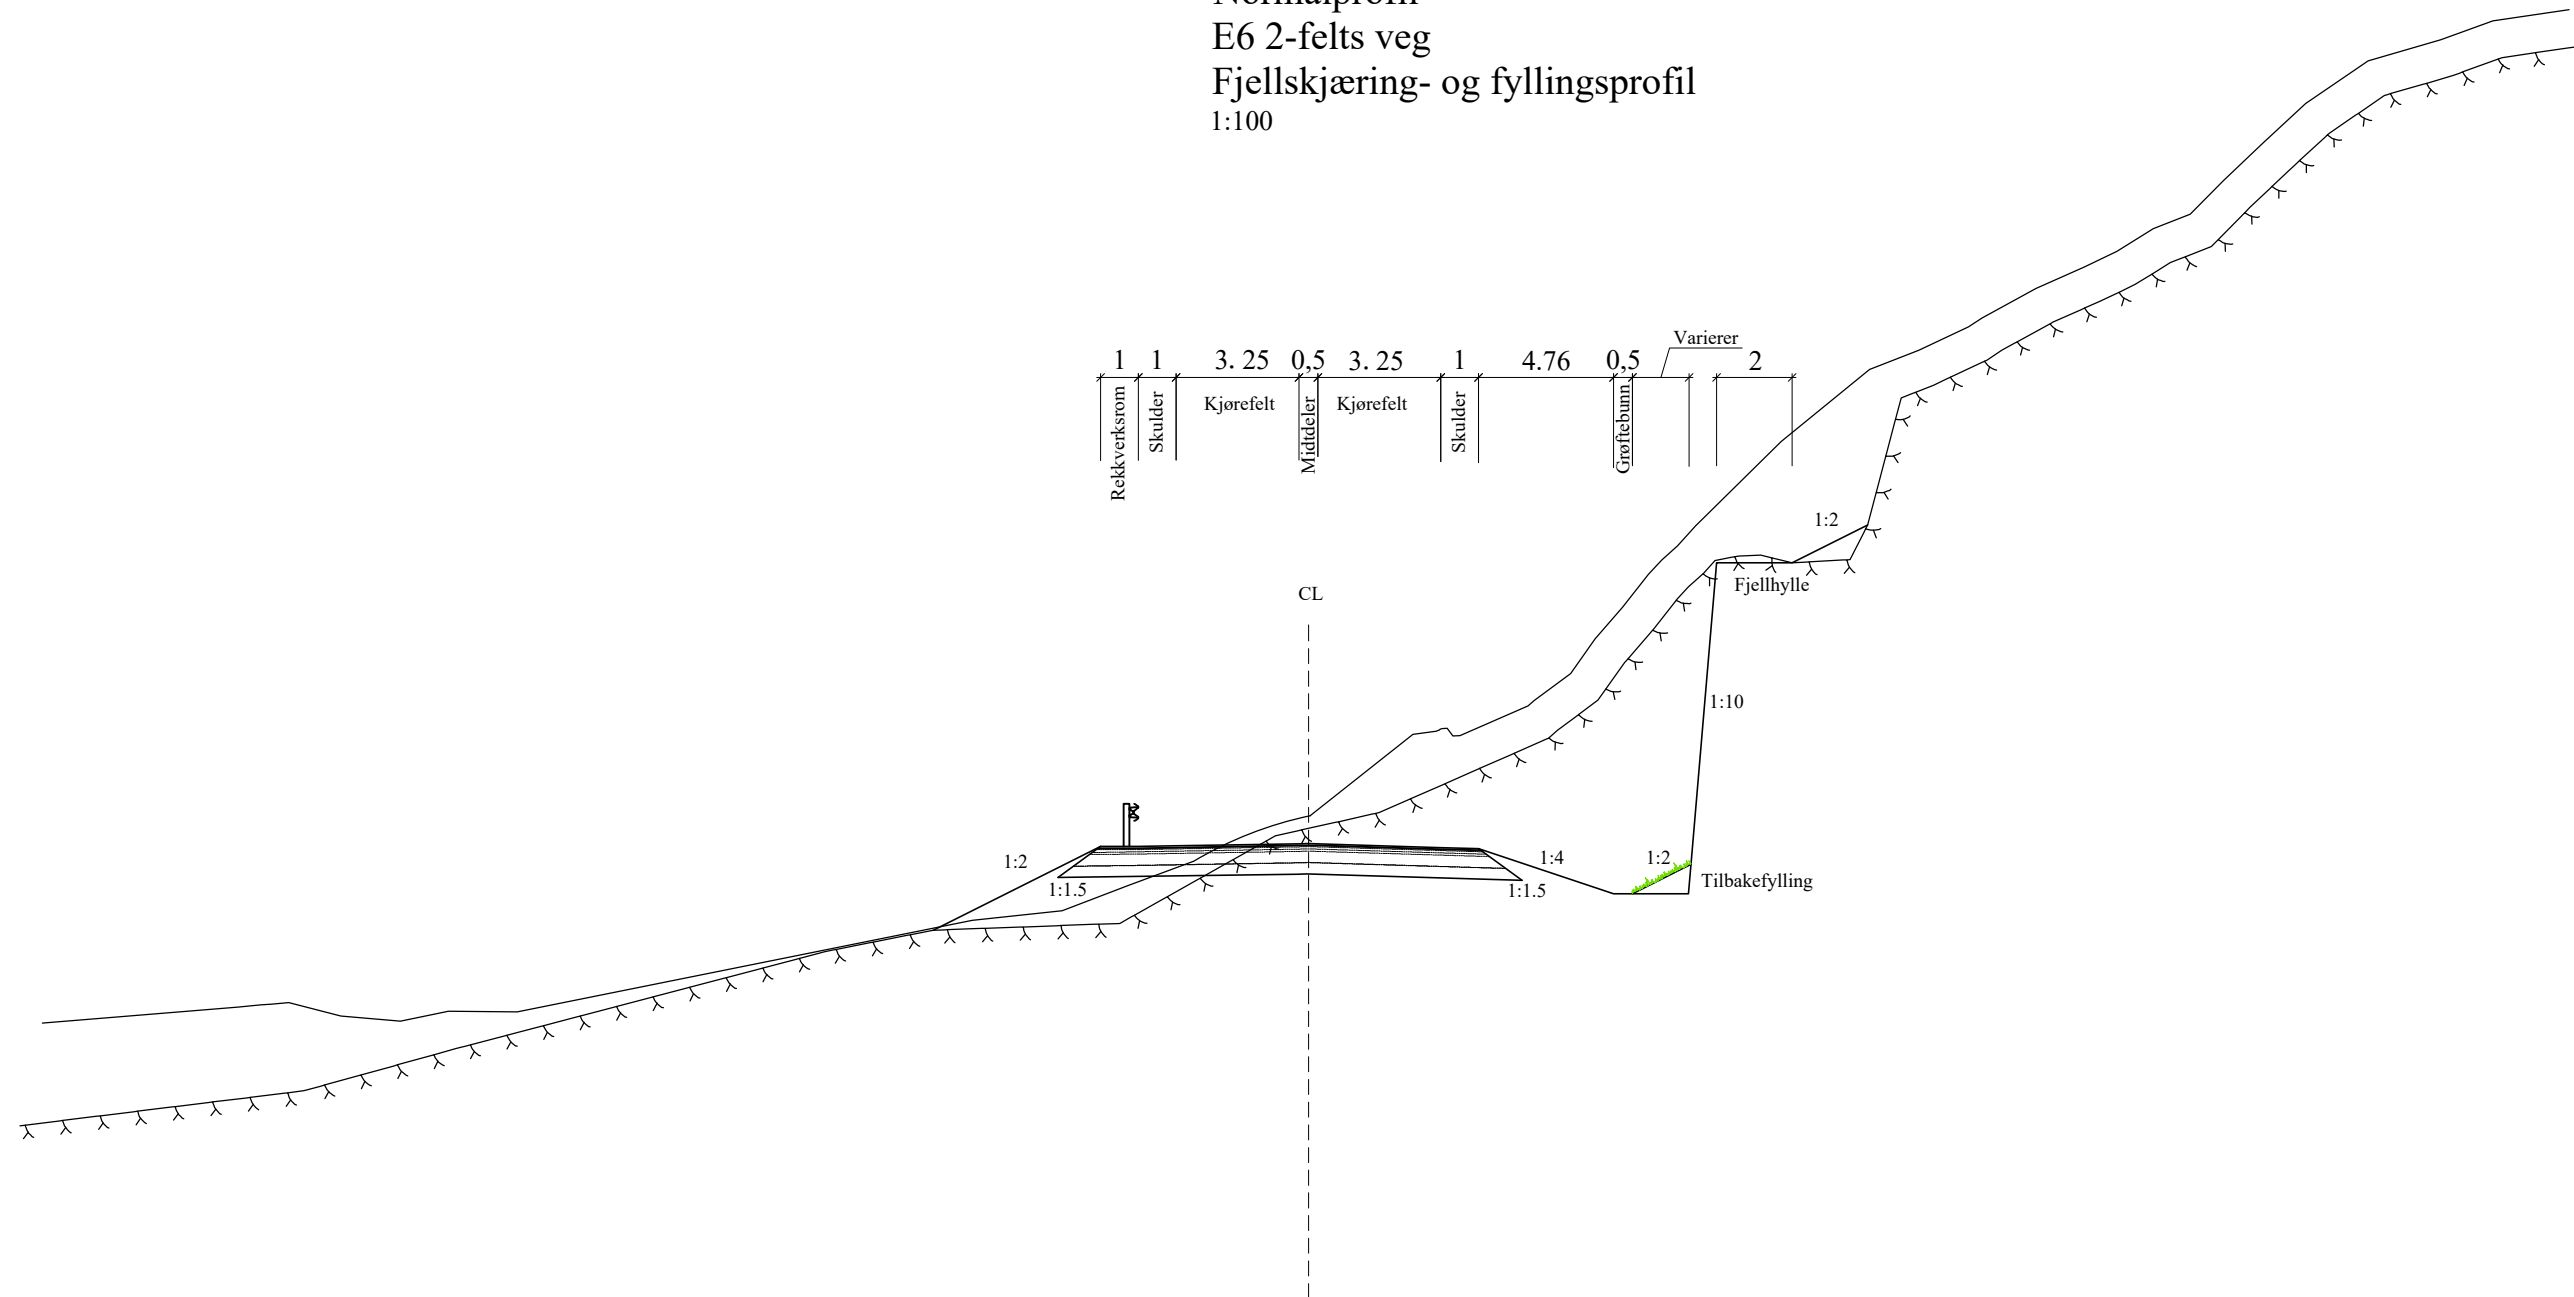 Normalprofil
E6 2-felts veg
Fjellskjæring- og fyllingsprofil
1:100
Varierer
1 1 3. 25 0,5 3. 25 1 4.76 0,5 2
Rekkverksrom
Skulder
Kjørefelt
Midtdeler
Kjørefelt
Skulder
Grøftebunn
1:2
Fjellhylle
CL
1:10
1:2
1:4
1:2
Tilbakefylling
1:1.5
1:1.5